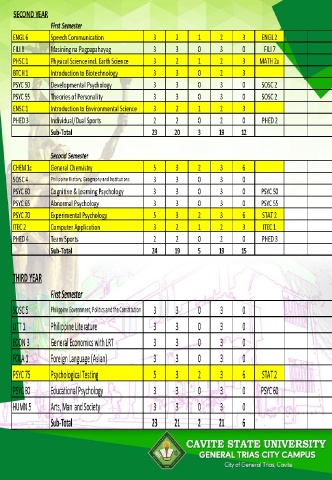 SECOND YEAR
First Semester
ENGL 6 Speech Communication 3 2 1 2 3 ENGL 2
FILI II Masining na Pagpapahayag 3 3 0 3 0 FILI 7
PHSC 1 Physical Science incl. Earth Science 3 2 1 2 3 MATH 2a
BTCH 1 Introduction to Biotechnology 3 3 0 2 3
PSYC 50 Developmental Psychology 3 3 0 3 0 SOSC 2
PSYC 55 Theories of Personality 3 3 0 3 0 SOSC 2
ENSC 1 Introduction to Environmental Science 3 2 1 2 3
PHED 3 Individual/Dual Sports 2 2 0 2 0 PHED 2
Sub-Total 23 20 3 19 12
Second Semester
CHEM 1c General Chemistry 5 3 2 3 6
SOSC 4 Philippine History, Geography and Institutions 3 3 0 3 0
PSYC 60 Cognitive & Learning Psychology 3 3 0 3 0 PSYC 50
PSYC 65 Abnormal Psychology 3 3 0 3 0 PSYC 55
PSYC 70 Experimental Psychology 5 3 2 3 6 STAT 2
ITEC 2 Computer Application 3 2 1 2 3 ITEC 1
PHED 4 Team Sports 2 2 0 2 0 PHED 3
Sub-Total 24 19 5 19 15
THIRD YEAR
First Semester
SOSC 5 Philippine Government, Politics and the Constitution 3 3 0 3 0
LITT 1 Philippine Literature 3 3 0 3 0
ECON 3 General Economics with LRT 3 3 0 3 0
FOLA 1 Foreign Language (Asian) 3 3 0 3 0
PSYC 75 Psychological Testing 5 3 2 3 6 STAT 2
PSYC 80 Educational Psychology 3 3 0 3 0 PSYC 60
HUMN 5 Arts, Man and Society 3 3 0 3 0
Sub-Total 23 21 2 21 6
CAVITE STATE UNIVERSITY
GENERAL TRIAS CITY CAMPUS
City of General Trias, Cavite